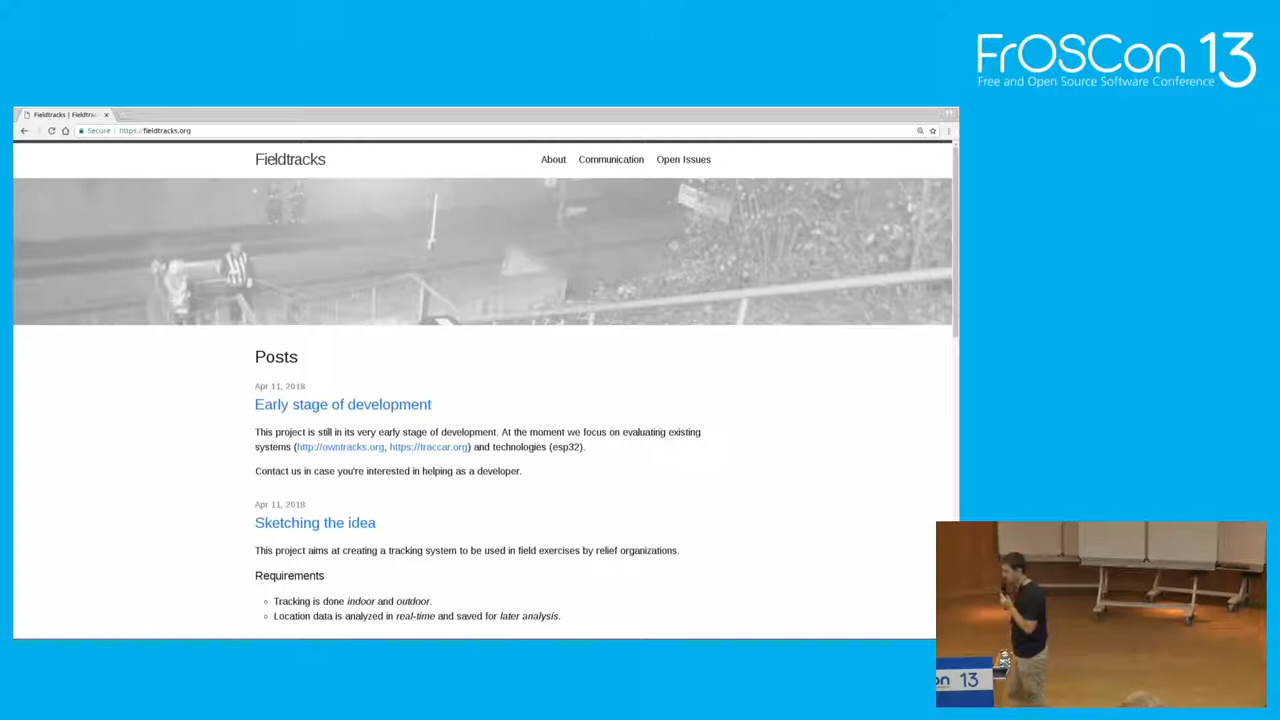 FrOSCon 13
Free and Open Source Software Conference
Fieldtracks | Fieldtrac
Secure | https://fieldtracks.org
Fieldtracks
About Communication Open Issues
Posts
Apr 11, 2018
Early stage of development
This project is still in its very early stage of development. At the moment we focus on evaluating existing
systems (http://owntracks.org, https://traccar.org) and technologies (esp32).
Contact us in case you're interested in helping as a developer.
Apr 11, 2018
Sketching the idea
This project aims at creating a tracking system to be used in field exercises by relief organizations.
Requirements
Tracking is done indoor and outdoor.
Location data is analyzed in real-time and saved for later analysis.
on 13